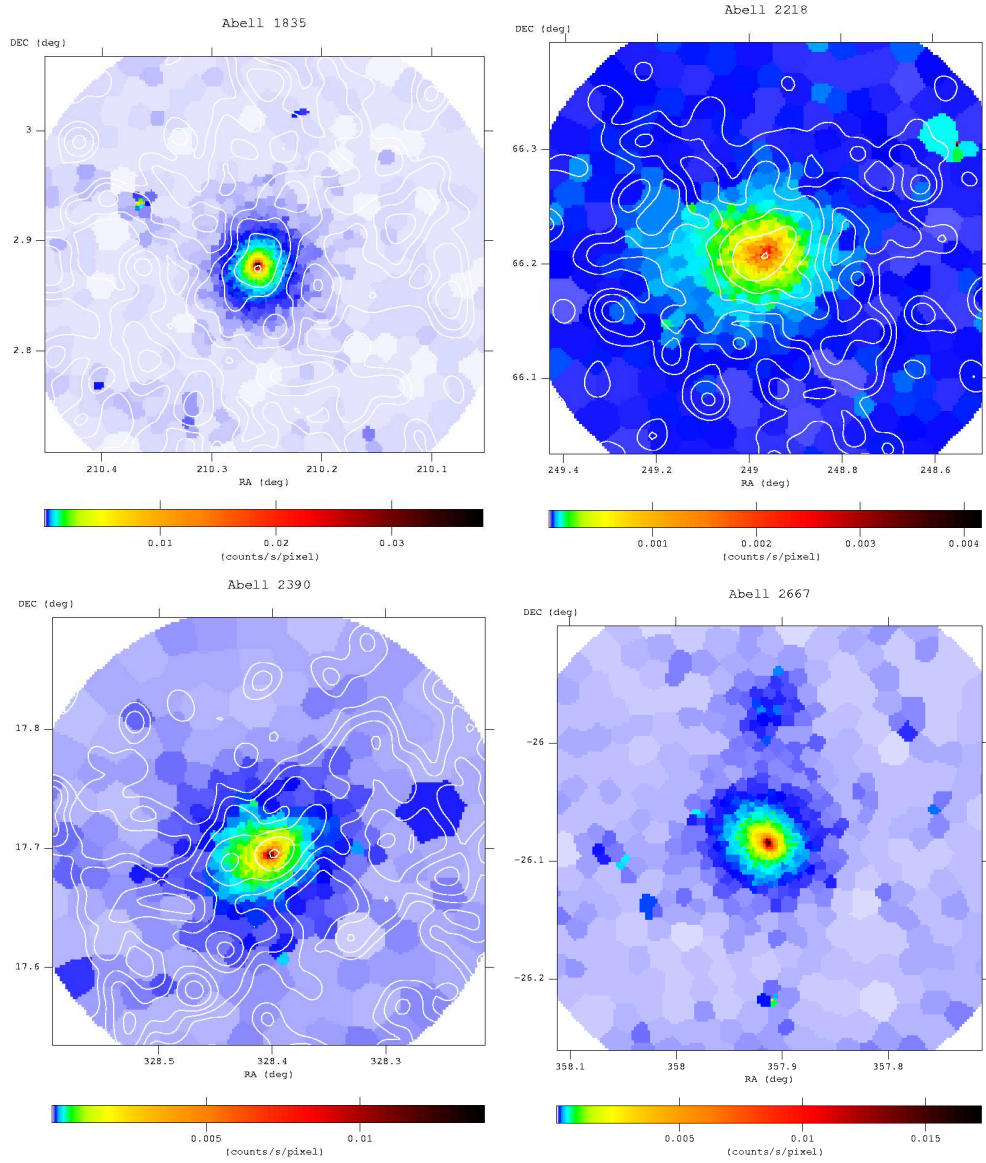 Abell 1835
DEC (deg)
3
2.9
2.8
210.4 210.3 210.2 210.1
RA (deg)
0.01 0.02 0.03
(counts/s/pixel)
Abell 2218
DEC (deg)
66.3
66.2
66.1
249.4 249.2 249 248.8 248.6
RA (deg)
0.001 0.002 0.003 0.004
(counts/s/pixel)
Abell 2390
DEC (deg)
17.8
17.7
17.6
328.5 328.4 328.3
RA (deg)
0.005 0.01
(counts/s/pixel)
Abell 2667
DEC (deg)
-26
-26.1
-26.2
358.1 358 357.9 357.8
RA (deg)
0.005 0.01 0.015
(counts/s/pixel)